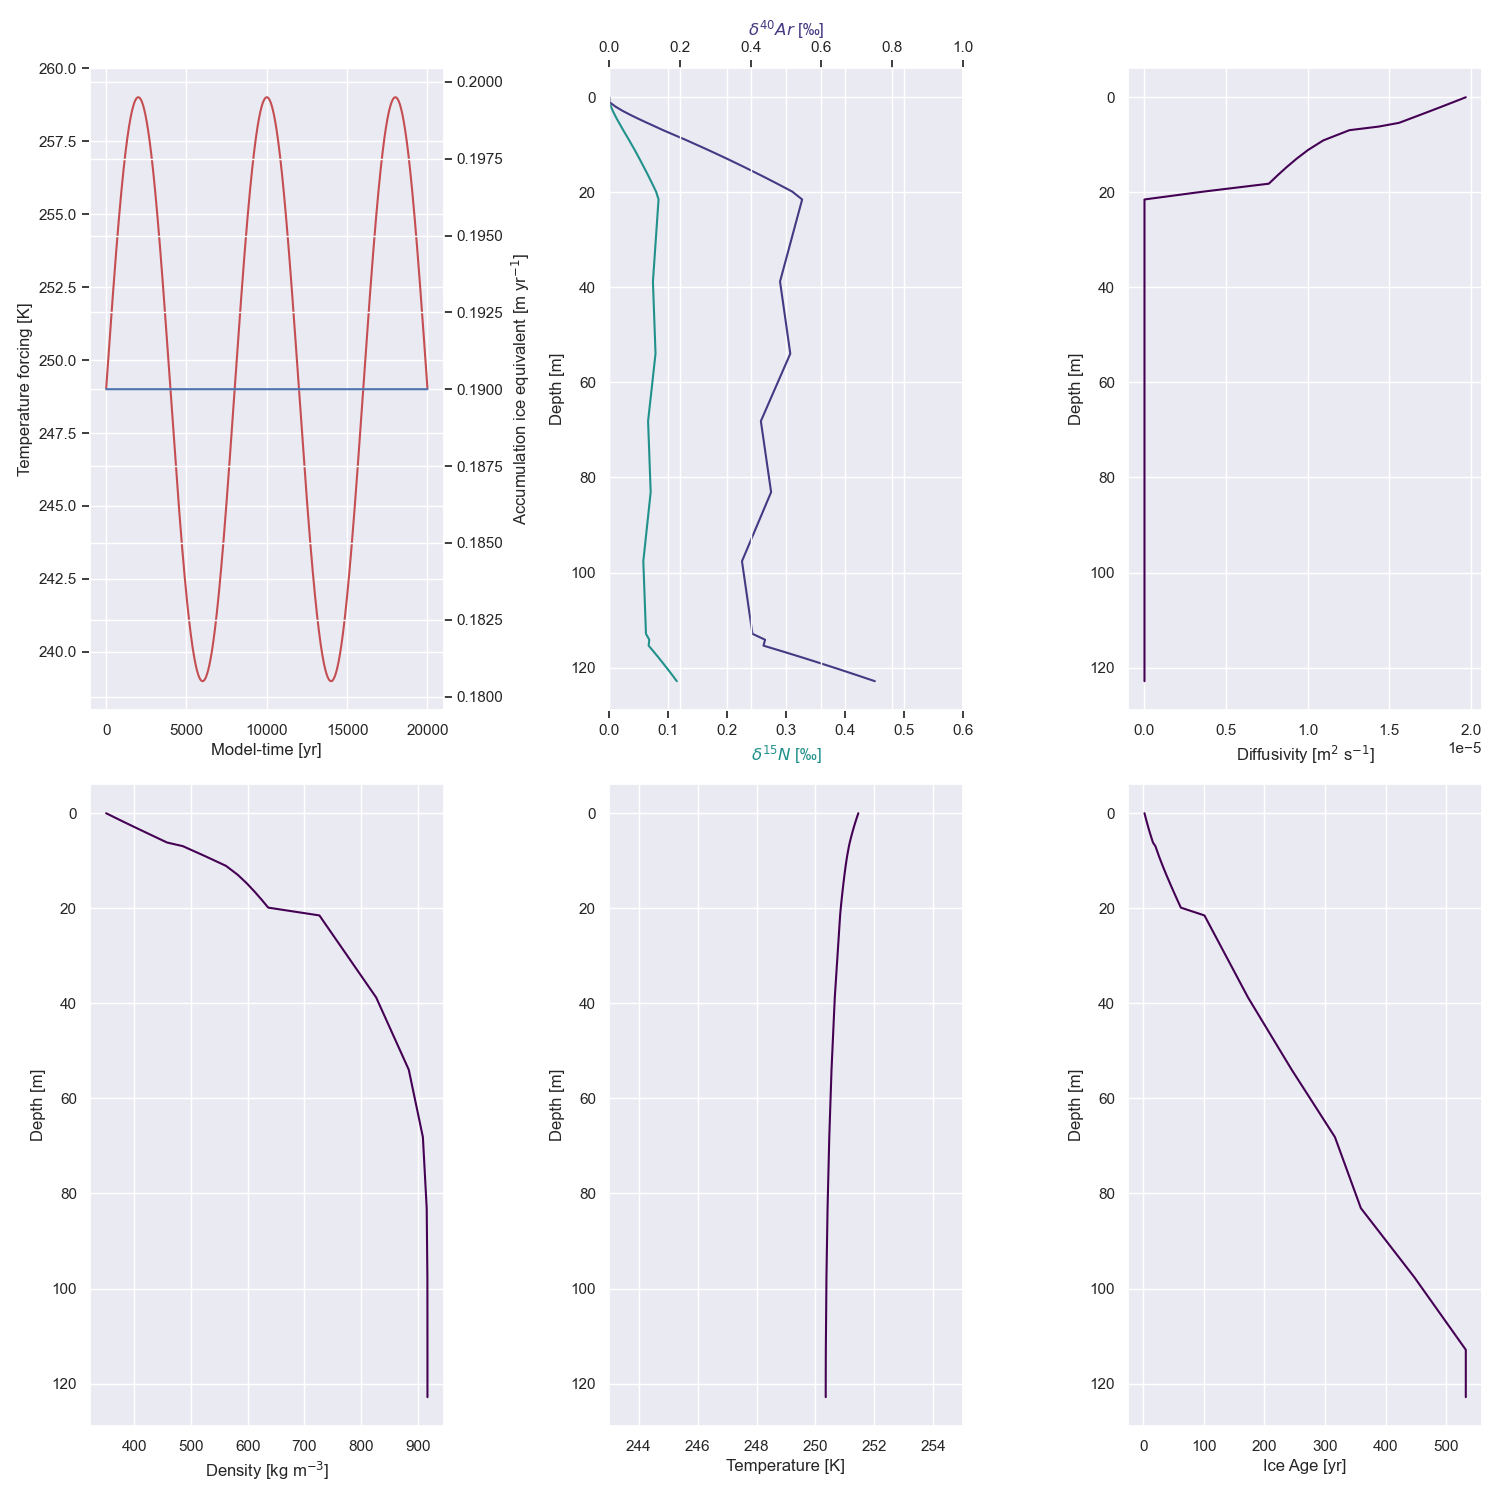 δ⁴⁰Ar [‰]
0.0 0.2 0.4 0.6 0.8 1.0
260.0
257.5
255.0
252.5
250.0
247.5
245.0
242.5
240.0
Temperature forcing [K]
0 5000 10000 15000 20000
Model-time [yr]
0.2000
0.1975
0.1950
0.1925
0.1900
0.1875
0.1850
0.1825
0.1800
Accumulation ice equivalent [m yr⁻¹]
0
20
40
60
80
100
120
Depth [m]
0.0 0.1 0.2 0.3 0.4 0.5 0.6
δ¹⁵N [‰]
0
20
40
60
80
100
120
Depth [m]
0.0 0.5 1.0 1.5 2.0
1e−5
Diffusivity [m² s⁻¹]
0
20
40
60
80
100
120
Depth [m]
400 500 600 700 800 900
Density [kg m⁻³]
0
20
40
60
80
100
120
Depth [m]
244 246 248 250 252 254
Temperature [K]
0
20
40
60
80
100
120
Depth [m]
0 100 200 300 400 500
Ice Age [yr]